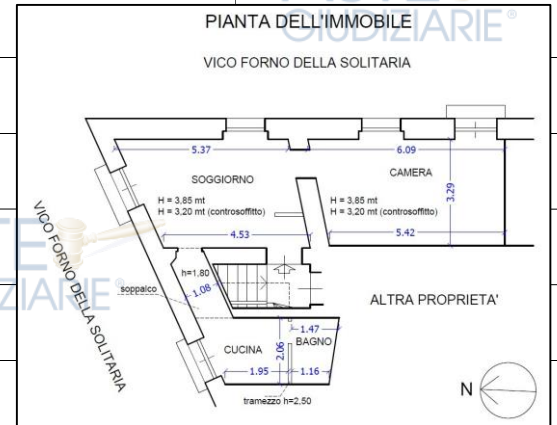 PIANTA DELL'IMMOBILE
GIUDIZIARIE®
VICO FORNO DELLA SOLITARIA
5.37
6.09
SOGGIORNO
CAMERA
H = 3,85 mt
H = 3,20 mt (controsoffitto)
H = 3,85 mt
H = 3,20 mt (controsoffitto)
3.29
4.53
5.42
VICO FORNO DELLA SOLITARIA
h=1,80
soppalco
1.08
ALTRA PROPRIETA'
1.47
BAGNO
CUCINA
2.06
1.95
1.16
tramezzo h=2,50
N